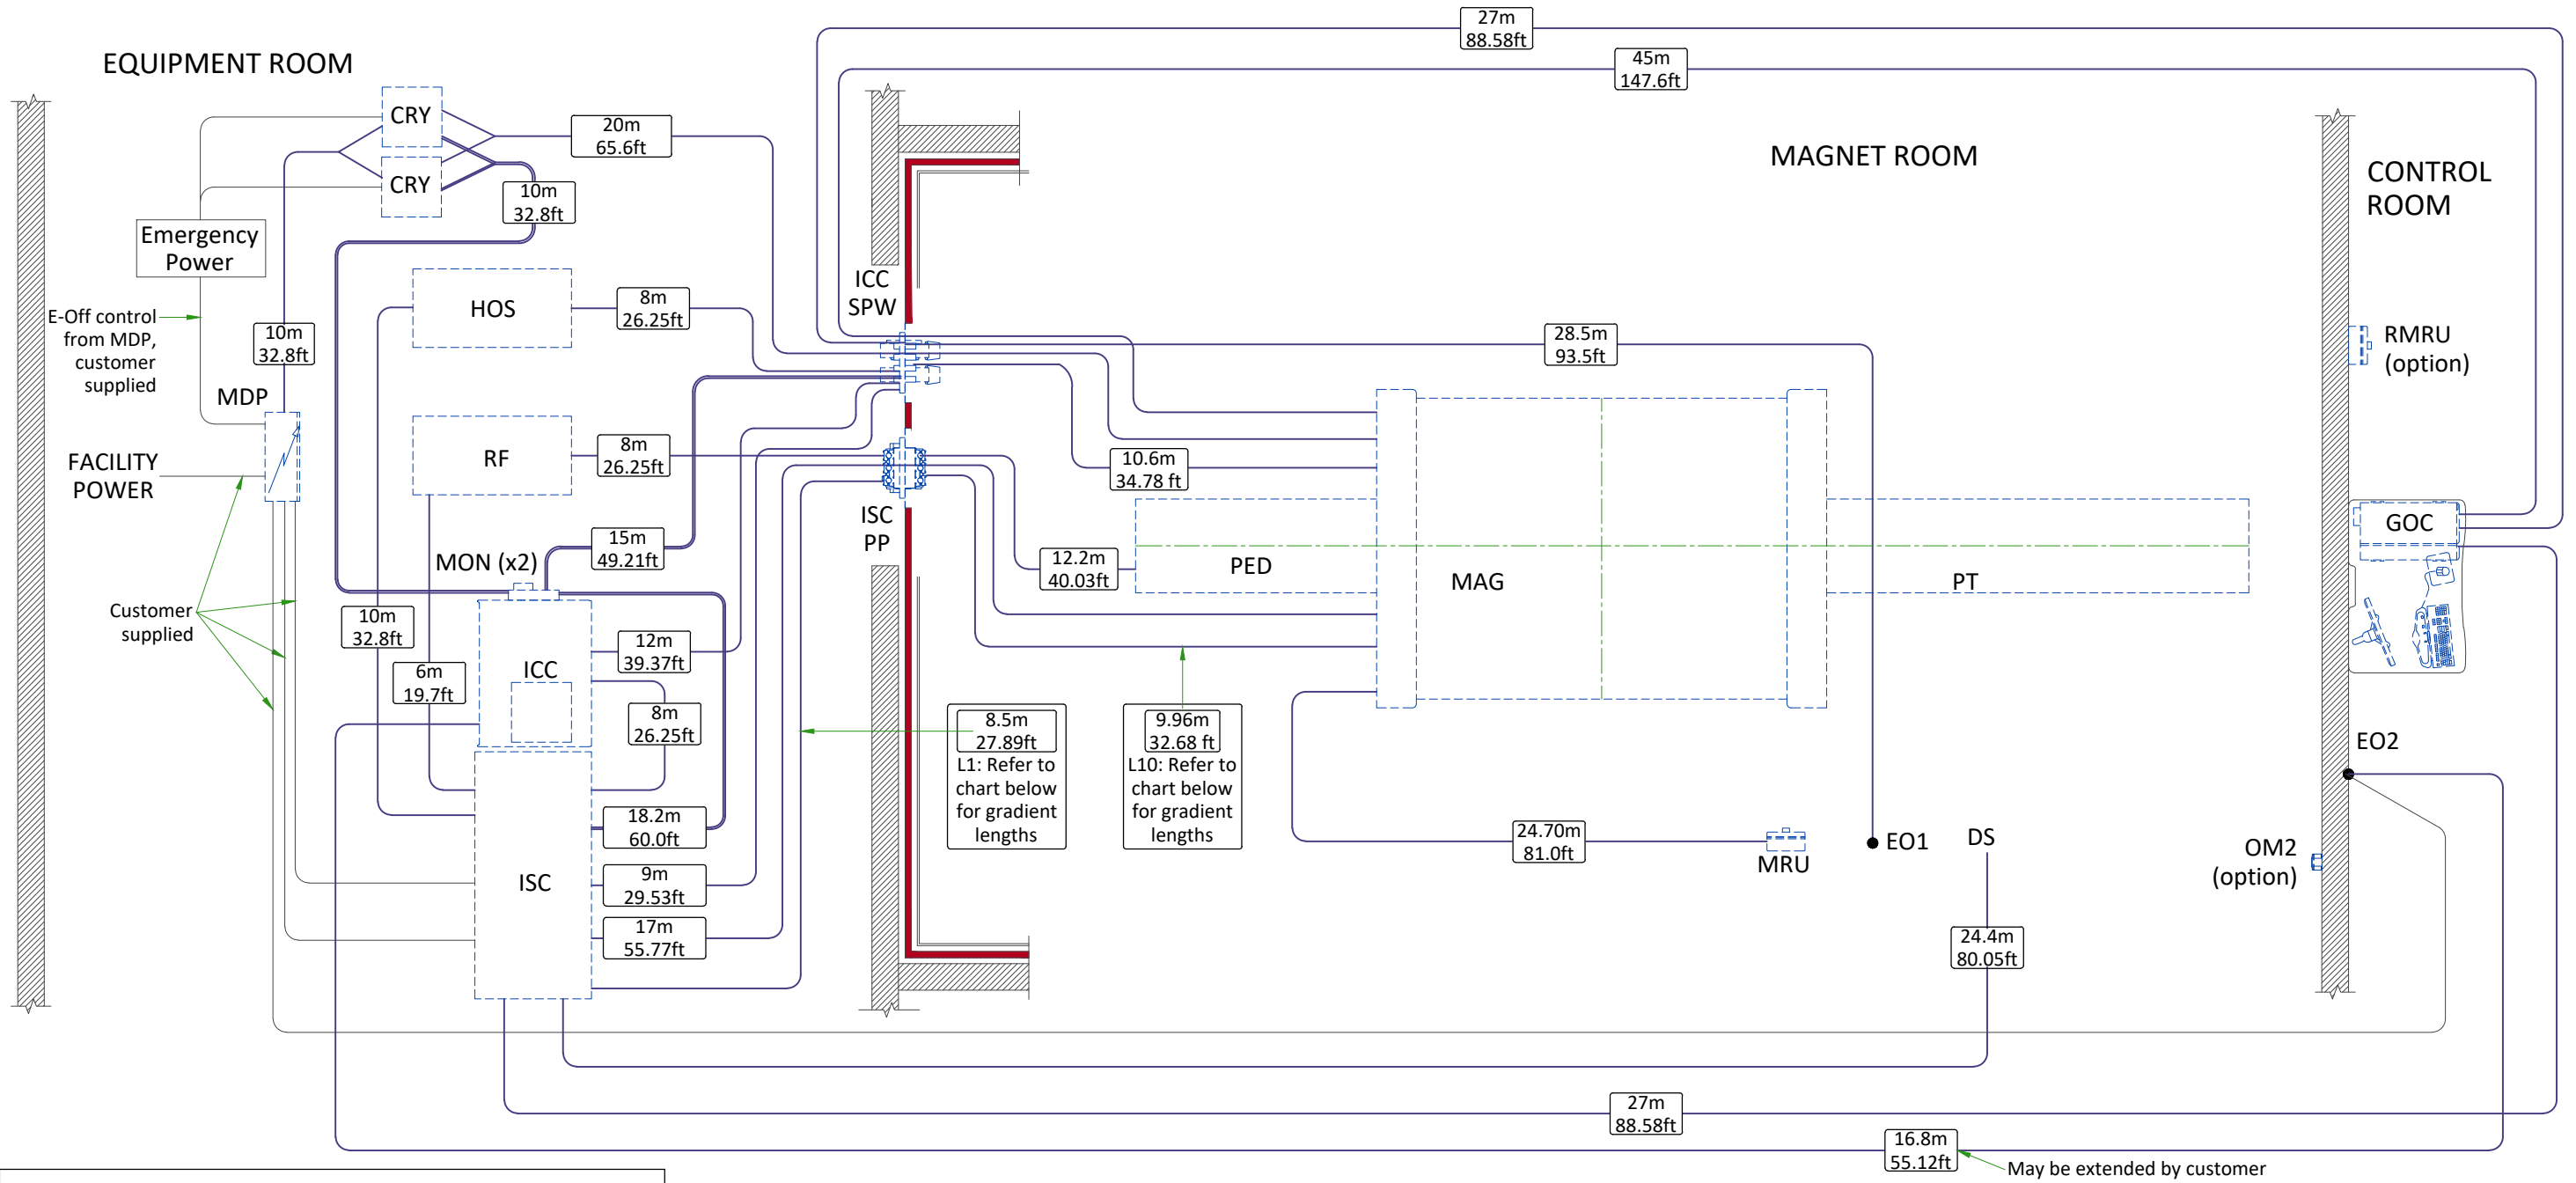 27m
88.58ft
45m
147.6ft
EQUIPMENT ROOM
MAGNET ROOM
CONTROL
ROOM
CRY
CRY
20m
65.6ft
10m
32.8ft
Emergency
Power
E-Off control
from MDP,
customer
supplied
10m
32.8ft
HOS
8m
26.25ft
ICC
SPW
28.5m
93.5ft
RMRU
(option)
MDP
FACILITY
POWER
RF
8m
26.25ft
10.6m
34.78 ft
ISC
PP
GOC
15m
49.21ft
MON (x2)
12.2m
40.03ft
PED
MAG
PT
Customer
supplied
10m
32.8ft
6m
19.7ft
ICC
12m
39.37ft
8m
26.25ft
8.5m
27.89ft
L1: Refer to
chart below
for gradient
lengths
9.96m
32.68 ft
L10: Refer to
chart below
for gradient
lengths
EO2
18.2m
60.0ft
24.70m
81.0ft
MRU
EO1
DS
OM2
(option)
ISC
9m
29.53ft
17m
55.77ft
24.4m
80.05ft
27m
88.58ft
16.8m
55.12ft
May be extended by customer